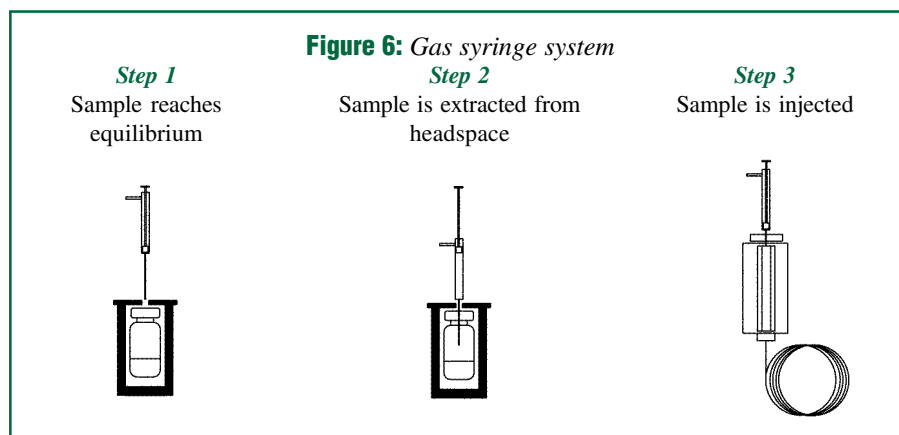 Figure 6: Gas syringe system
Step 1
Sample reaches
equilibrium
Step 2
Sample is extracted from
headspace
Step 3
Sample is injected